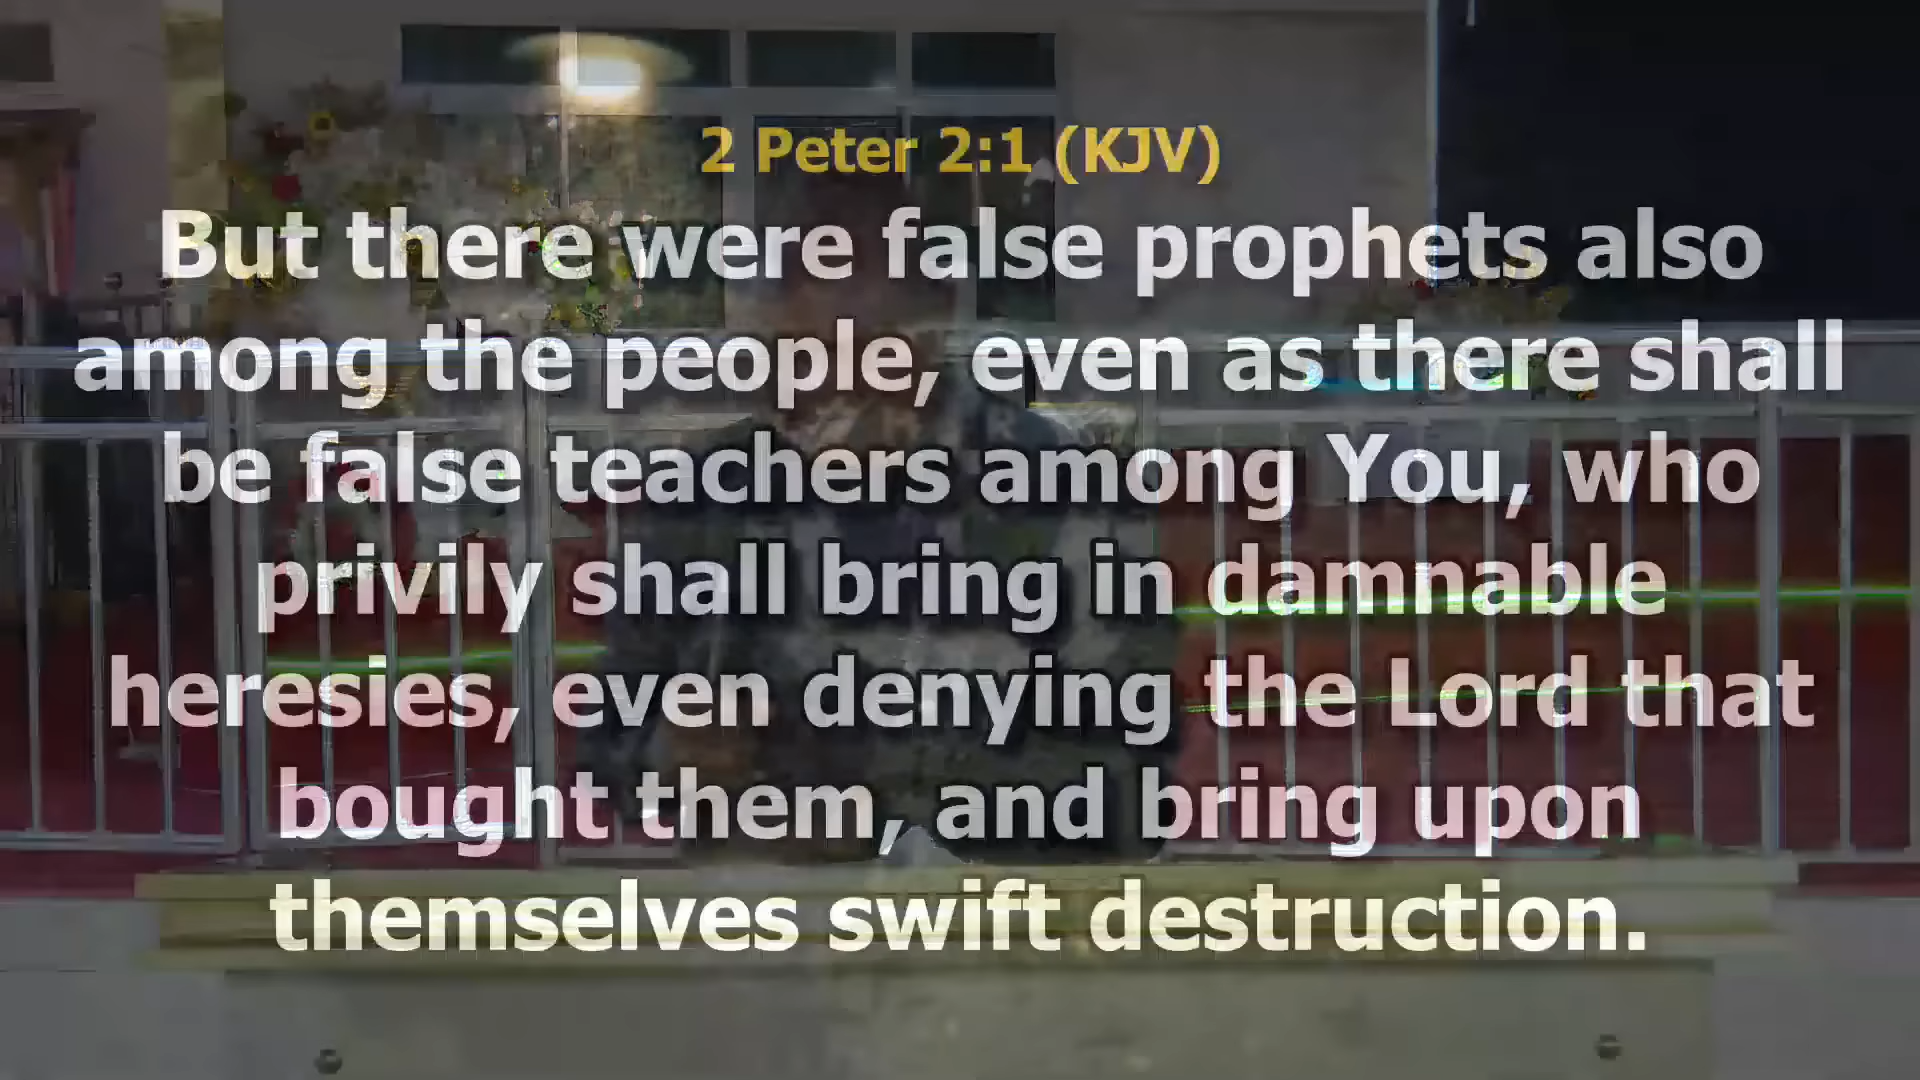 2 Peter 2:1 (KJV)
But there were false prophets also
among the people, even as there shall
be false teachers among You, who
privily shall bring in damnable
heresies, even denying the Lord that
bought them, and bring upon
themselves swift destruction.